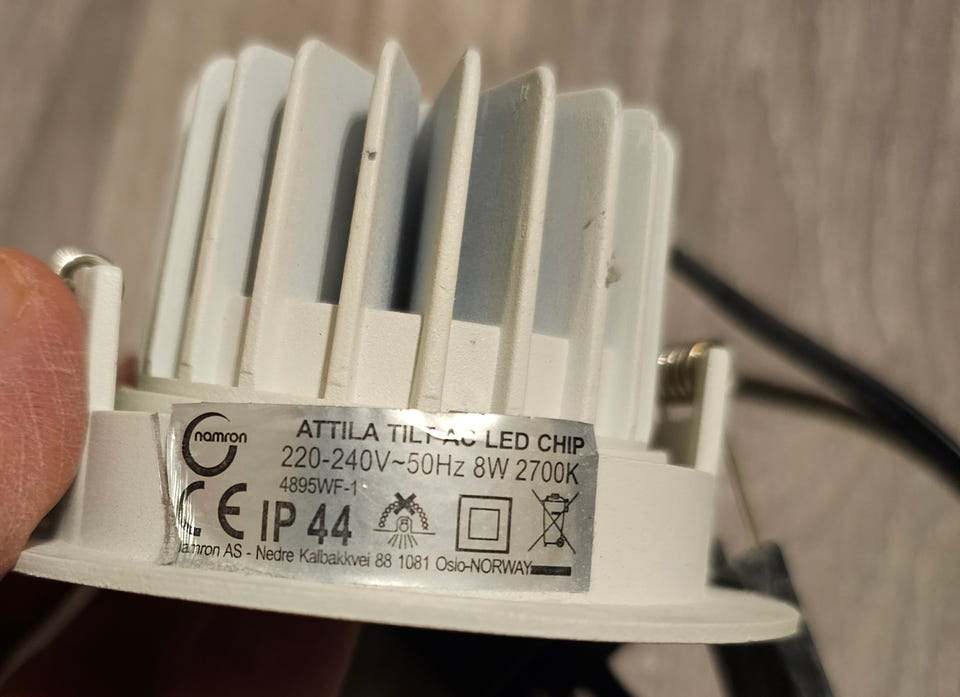 namron
ATTILA TILT AC LED CHIP
220-240V~50Hz 8W 2700K
4895WF-1
CE IP 44
namron AS - Nedre Kalbakkvei 88 1081 Oslo-NORWAY